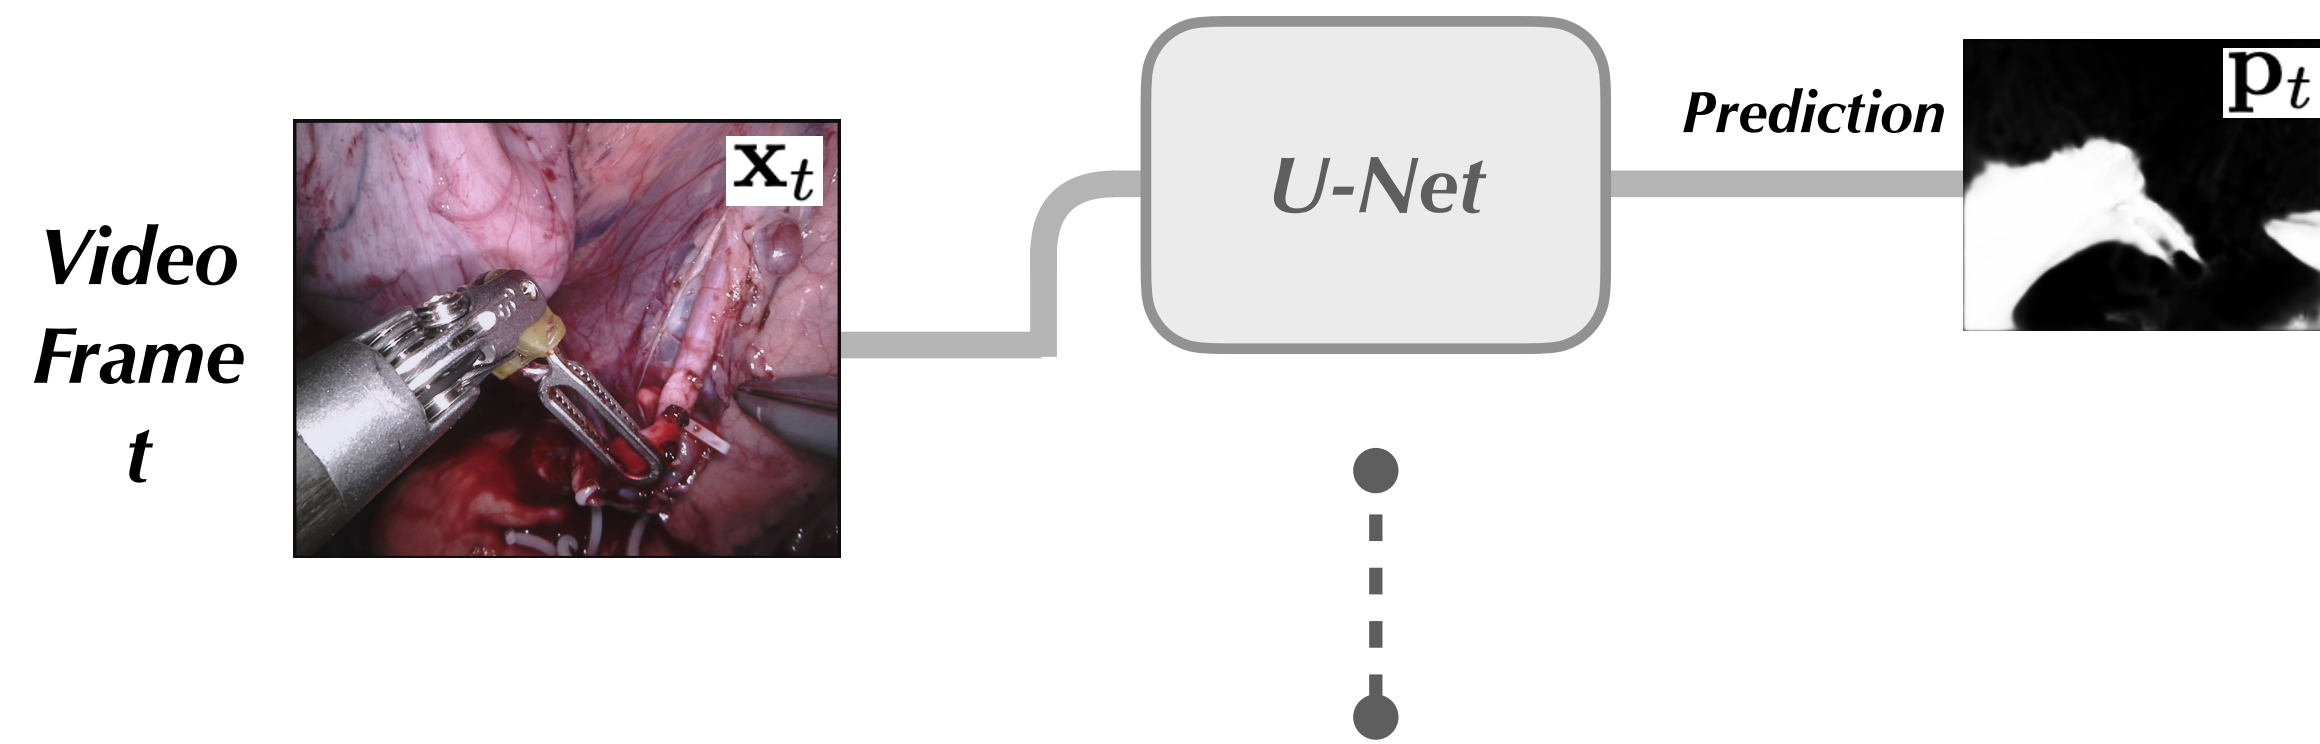 Video
Frame
t
x_t
U-Net
Prediction
p_t